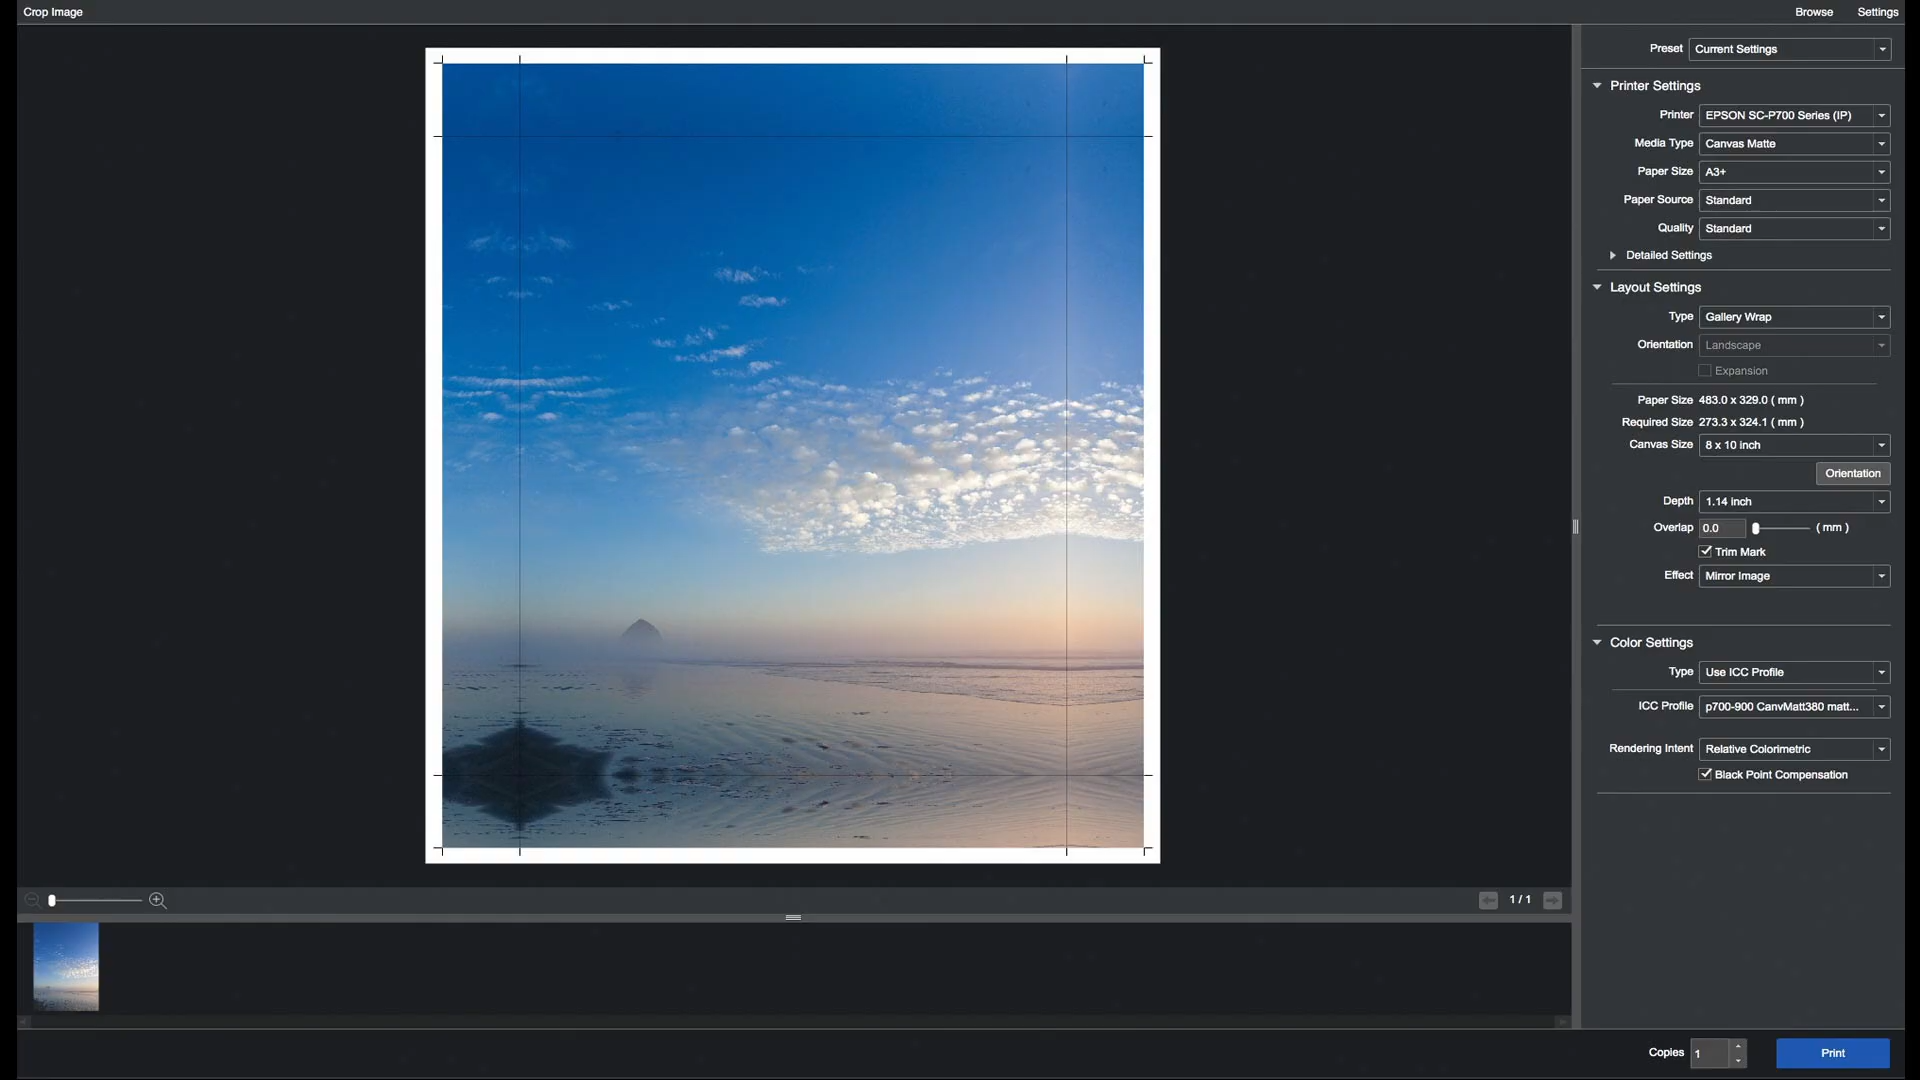 Crop Image
Browse Settings
Preset Current Settings
Printer Settings
Printer EPSON SC-P700 Series (IP)
Media Type Canvas Matte
Paper Size A3+
Paper Source Standard
Quality Standard
Detailed Settings
Layout Settings
Type Gallery Wrap
Orientation Landscape
Expansion
Paper Size 483.0 x 329.0 ( mm )
Required Size 273.3 x 324.1 ( mm )
Canvas Size 8 x 10 inch
Orientation
Depth 1.14 inch
Overlap 0.0 ( mm )
Trim Mark
Effect Mirror Image
Color Settings
Type Use ICC Profile
ICC Profile p700-900 CanvMatt380 matt...
Rendering Intent Relative Colorimetric
Black Point Compensation
1 / 1
Copies 1
Print